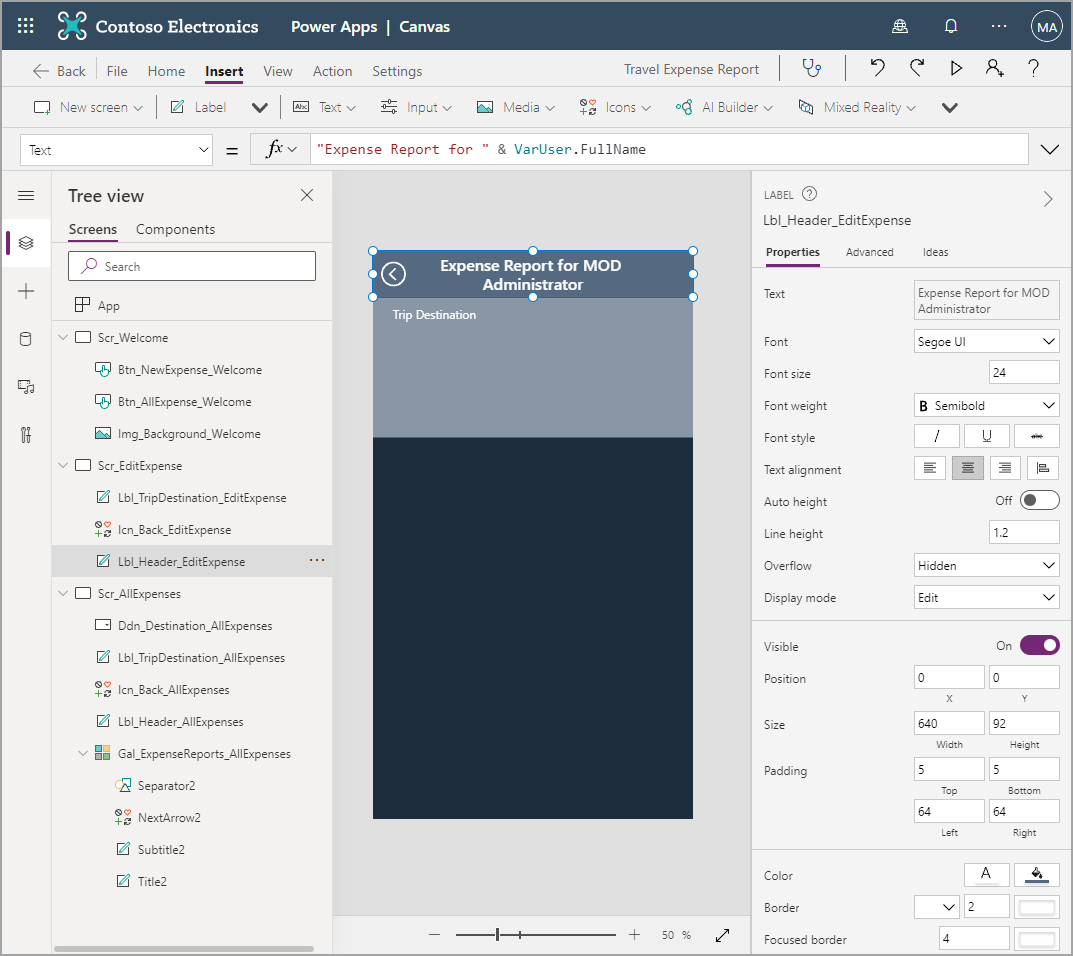 Contoso Electronics Power Apps | Canvas MA
Back File Home Insert View Action Settings Travel Expense Report ?
New screen Label Abc Text Input Media Icons AI Builder Mixed Reality
Text = fx "Expense Report for " & VarUser.FullName
Tree view
Screens Components
Search
App
Scr_Welcome
Btn_NewExpense_Welcome
Btn_AllExpense_Welcome
Img_Background_Welcome
Scr_EditExpense
Lbl_TripDestination_EditExpense
Icn_Back_EditExpense
Lbl_Header_EditExpense ...
Scr_AllExpenses
Ddn_Destination_AllExpenses
Lbl_TripDestination_AllExpenses
Icn_Back_AllExpenses
Lbl_Header_AllExpenses
Gal_ExpenseReports_AllExpenses
Separator2
NextArrow2
Subtitle2
Title2
Expense Report for MOD
Administrator
Trip Destination
50 %
LABEL ?
Lbl_Header_EditExpense
Properties Advanced Ideas
Text Expense Report for MOD
Administrator
Font Segoe UI
Font size 24
Font weight B Semibold
Font style / U abc
Text alignment
Auto height Off
Line height 1.2
Overflow Hidden
Display mode Edit
Visible On
Position 0 0
X Y
Size 640 92
Width Height
Padding 5 5
Top Bottom
64 64
Left Right
Color A
Border 2
Focused border 4